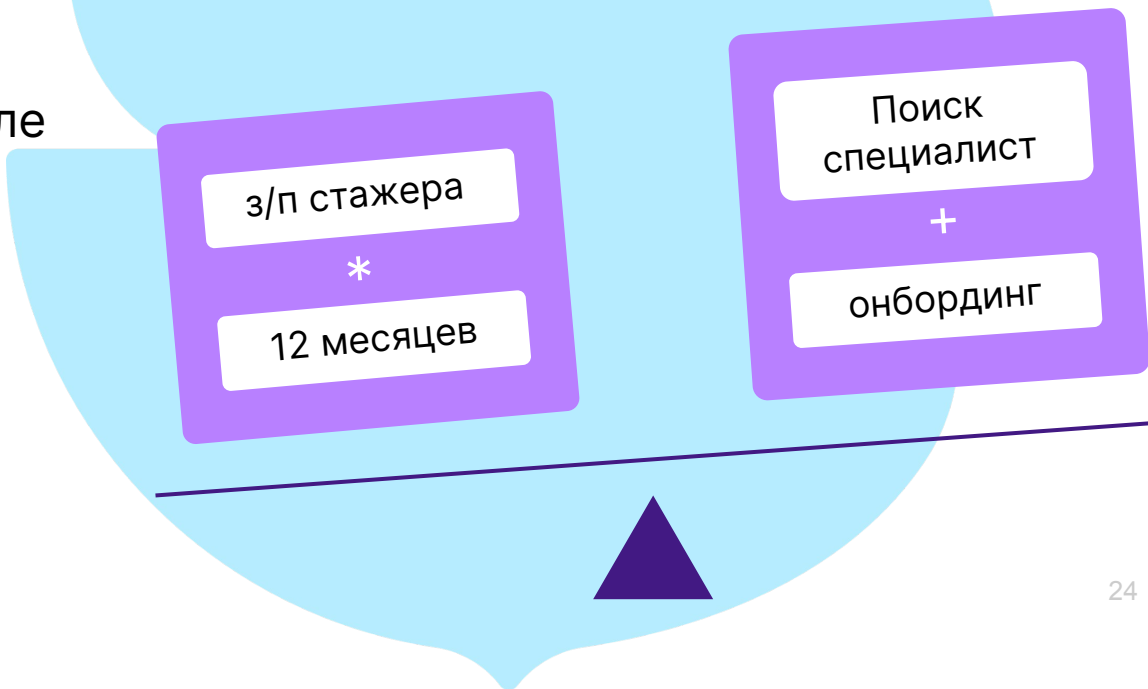 ле
з/п стажера
*
12 месяцев
Поиск
специалист
+
онбординг
24